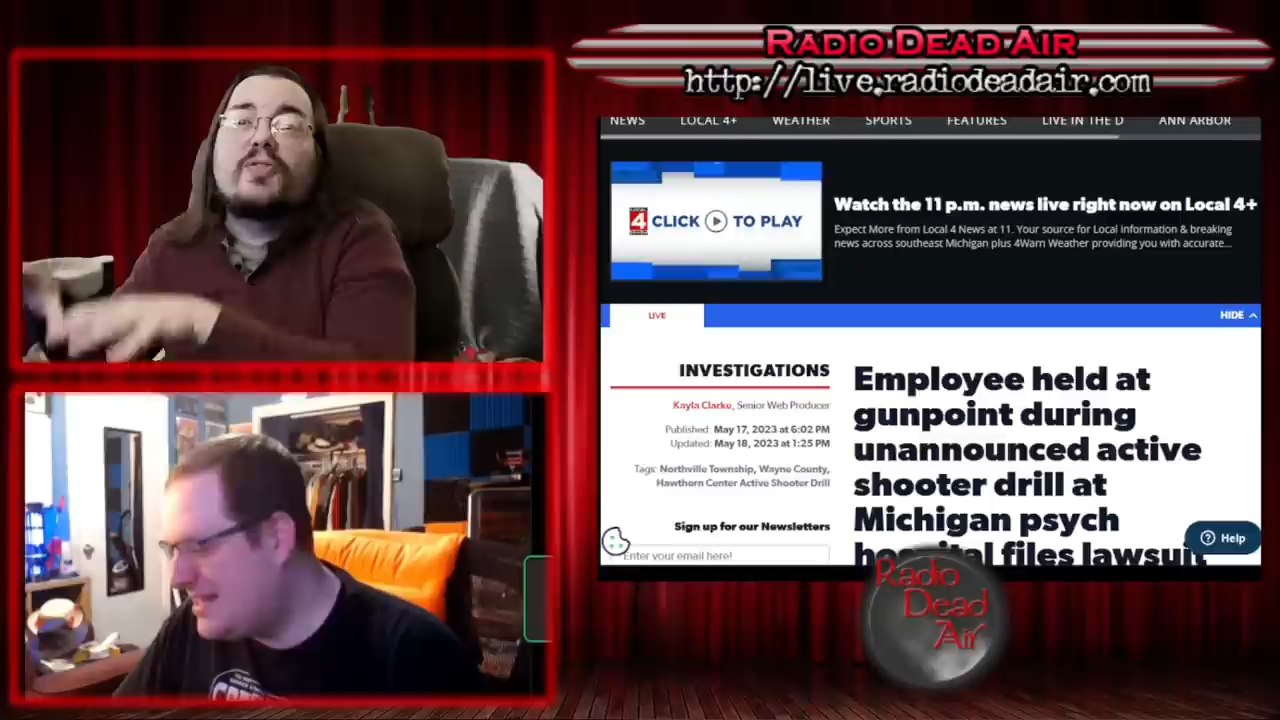 Radio Dead Air
http://live.radiodeadair.com
NEWS LOCAL 4+ WEATHER SPORTS FEATURES LIVE IN THE D ANN ARBOR
4 CLICK TO PLAY
Watch the 11 p.m. news live right now on Local 4+
Expect More from Local 4 News at 11. Your source for Local information & breaking
news across southeast Michigan plus 4Warn Weather providing you with accurate...
LIVE
HIDE
INVESTIGATIONS
Kayla Clarke, Senior Web Producer
Published: May 17, 2023 at 6:02 PM
Updated: May 18, 2023 at 1:25 PM
Tags: Northville Township, Wayne County,
Hawthorn Center Active Shooter Drill
Sign up for our Newsletters
Enter your email here!
Employee held at
gunpoint during
unannounced active
shooter drill at
Michigan psych
hospital files lawsuit
Help
Radio
Dead
Air